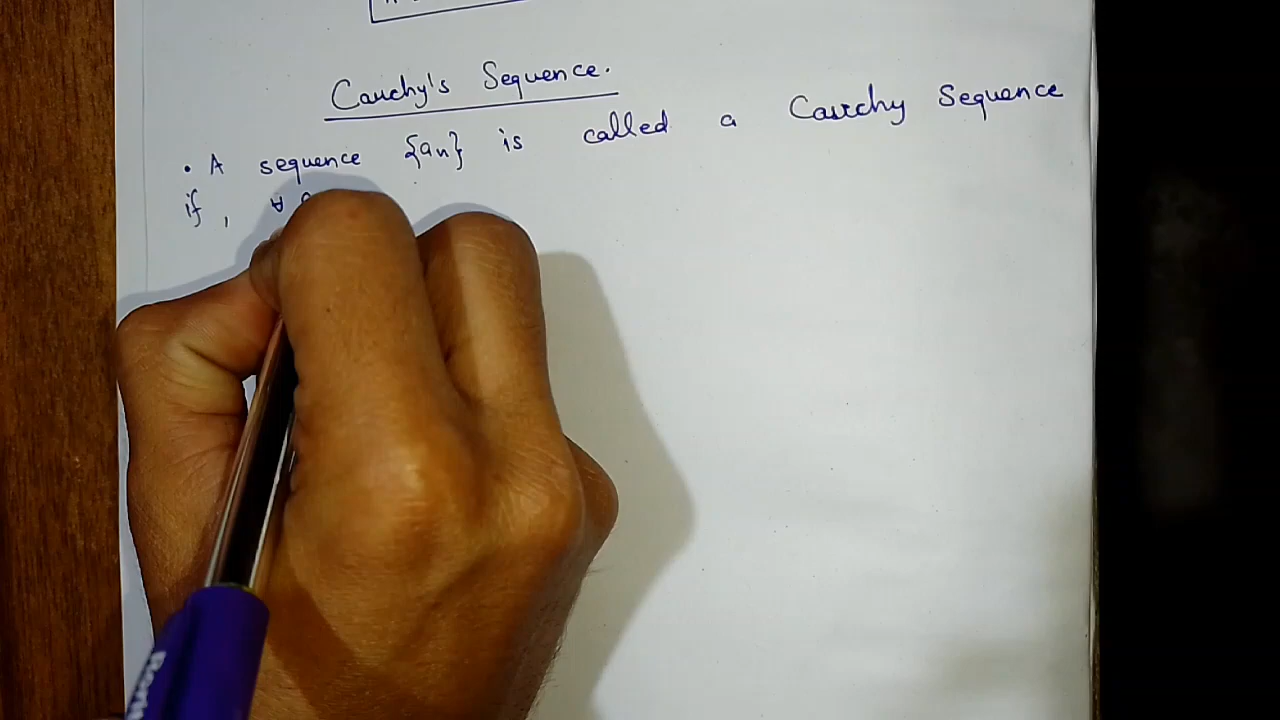 Cauchy's Sequence.
• A sequence {an} is called a Cauchy Sequence
if, ∀